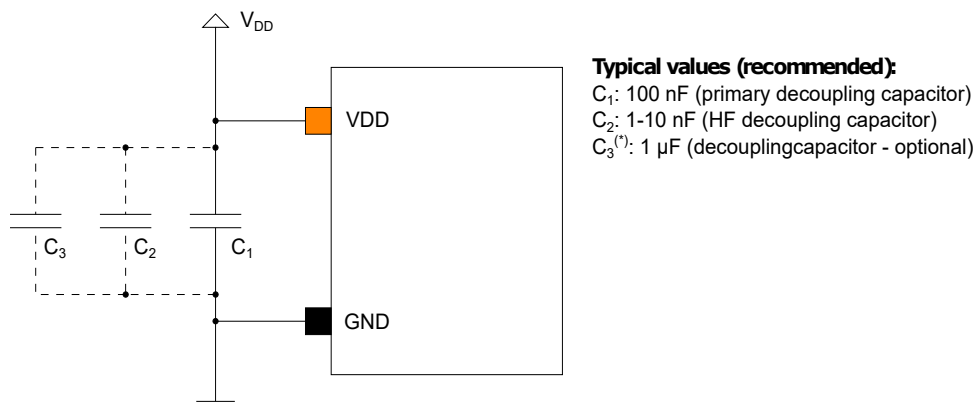 V_DD
VDD
C₃
C₂
C₁
GND
Typical values (recommended):
C₁: 100 nF (primary decoupling capacitor)
C₂: 1-10 nF (HF decoupling capacitor)
C₃⁽*⁾: 1 µF (decouplingcapacitor - optional)